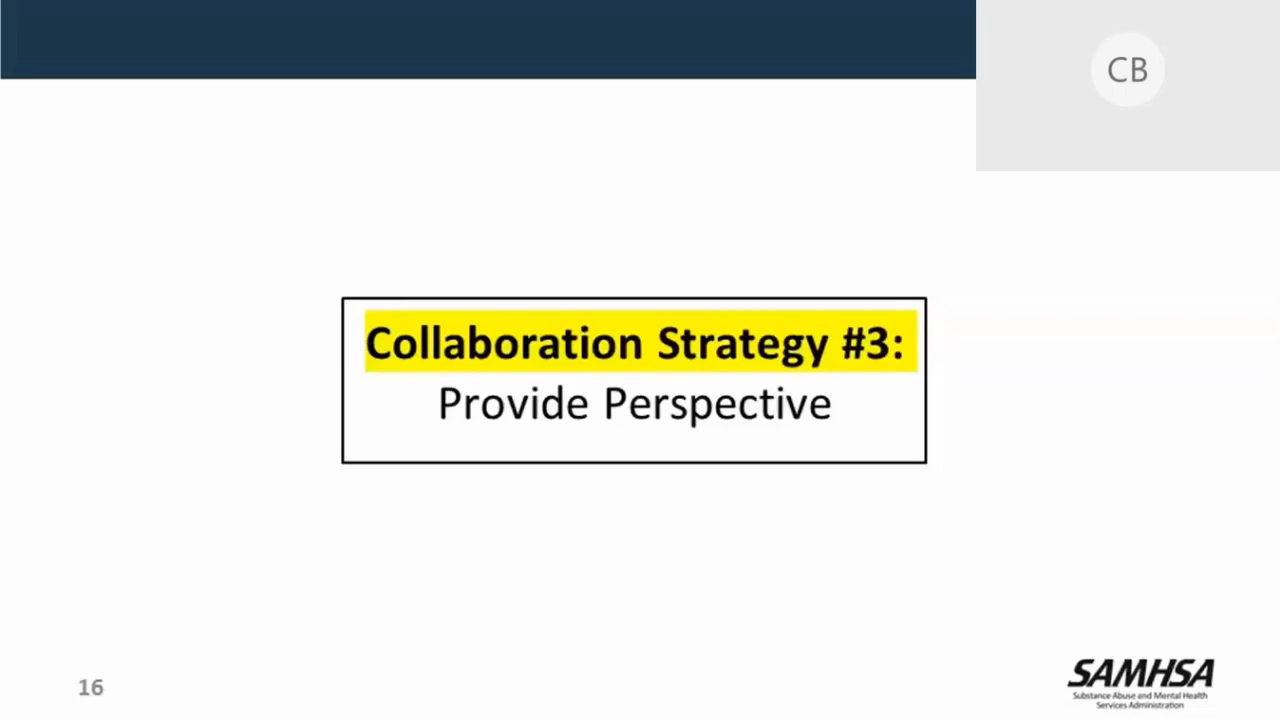 CB
Collaboration Strategy #3:
Provide Perspective
16
SAMHSA
Substance Abuse and Mental Health
Services Administration